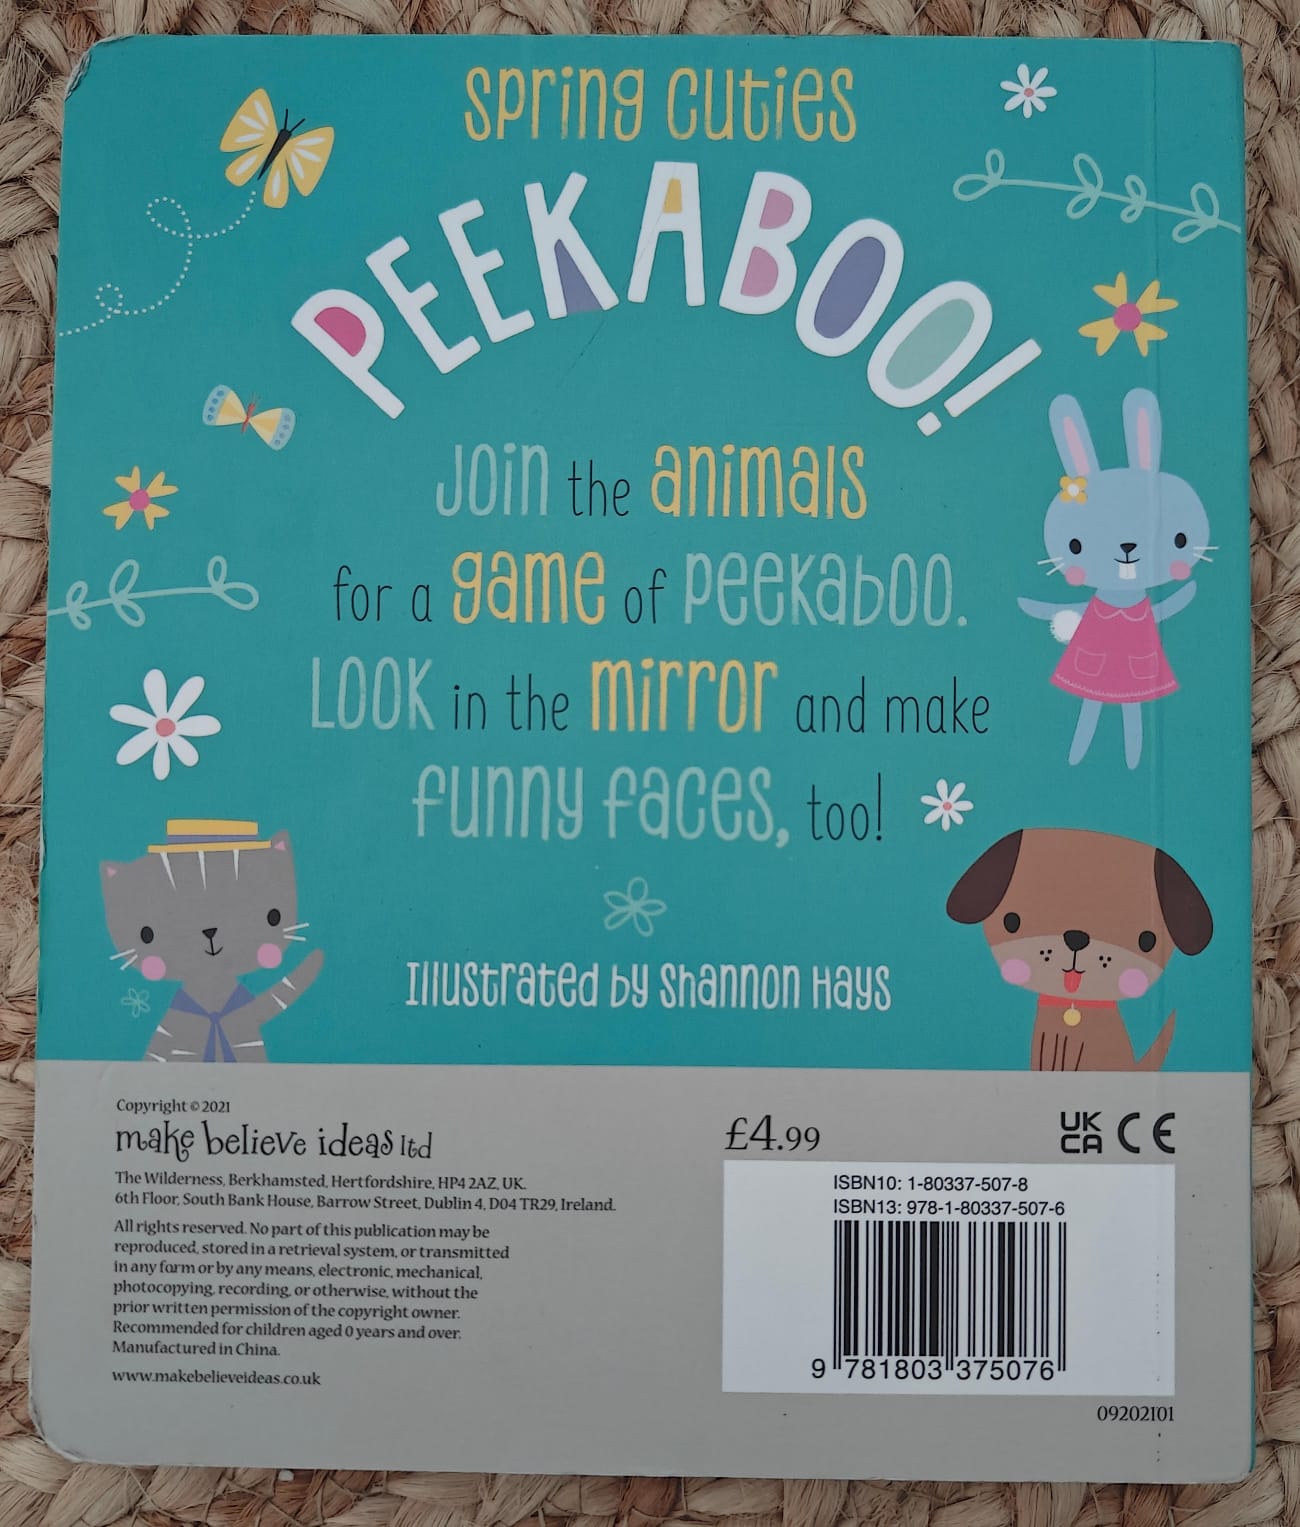 spring cuties
PEEKABOO!
Join the animals
for a game of peekaboo.
LOOK in the mirror and make
funny faces, too!
Illustrated by Shannon Hays
Copyright © 2021
make believe ideas ltd
The Wilderness, Berkhamsted, Hertfordshire, HP4 2AZ, UK.
6th Floor, South Bank House, Barrow Street, Dublin 4, D04 TR29, Ireland.
All rights reserved. No part of this publication may be
reproduced, stored in a retrieval system, or transmitted
in any form or by any means, electronic, mechanical,
photocopying, recording, or otherwise, without the
prior written permission of the copyright owner.
Recommended for children aged 0 years and over.
Manufactured in China.
www.makebelieveideas.co.uk
£4.99
UK
CA CE
ISBN10: 1-80337-507-8
ISBN13: 978-1-80337-507-6
9 781803 375076
09202101